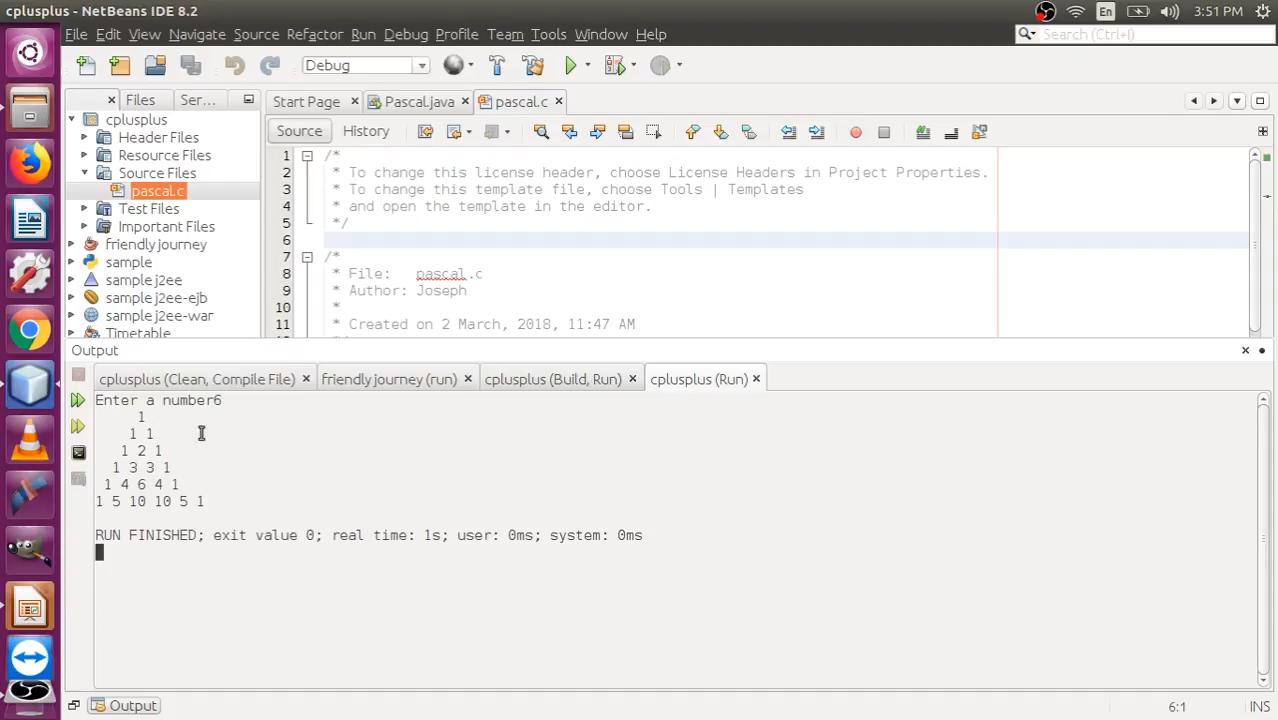 cplusplus - NetBeans IDE 8.2
En
3:51 PM
File Edit View Navigate Source Refactor Run Debug Profile Team Tools Window Help
Search (Ctrl+I)
Debug
Files
Ser...
Start Page
Pascal.java
pascal.c
cplusplus
Header Files
Resource Files
Source Files
pascal.c
Test Files
Important Files
friendly journey
sample
sample j2ee
sample j2ee-ejb
sample j2ee-war
Timetable
Source
History
1 /*
2 * To change this license header, choose License Headers in Project Properties.
3 * To change this template file, choose Tools | Templates
4 * and open the template in the editor.
5 */
6
7 /*
8 * File:   pascal.c
9 * Author: Joseph
10 *
11 * Created on 2 March, 2018, 11:47 AM
Output
cplusplus (Clean, Compile File)
friendly journey (run)
cplusplus (Build, Run)
cplusplus (Run)
Enter a number6
1
1 1
1 2 1
1 3 3 1
1 4 6 4 1
1 5 10 10 5 1
RUN FINISHED; exit value 0; real time: 1s; user: 0ms; system: 0ms
Output
6:1
INS